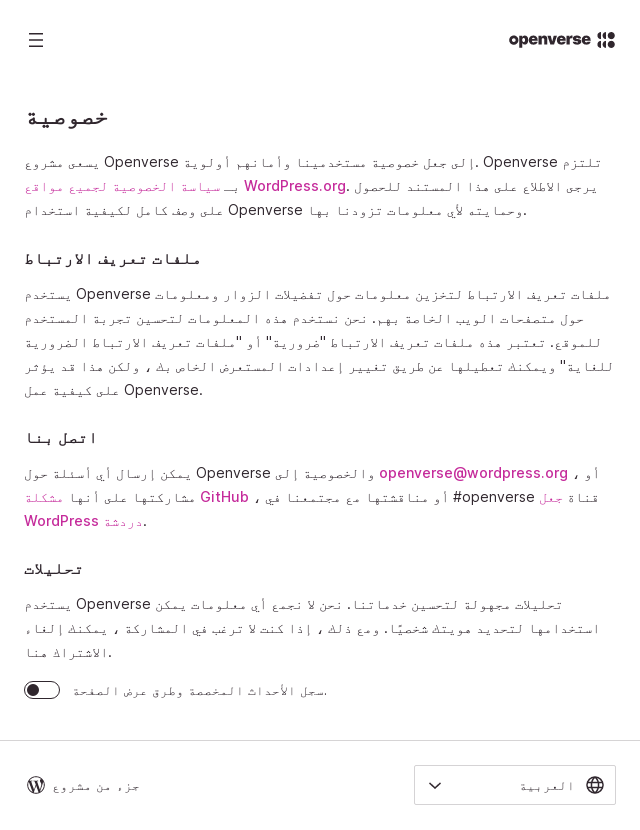 openverse
خصوصية
يسعى مشروع Openverse إلى جعل خصوصية مستخدمينا وأمانهم أولوية. Openverse تلتزم
بـ سياسة الخصوصية لجميع مواقع WordPress.org. يرجى الاطلاع على هذا المستند للحصول
على وصف كامل لكيفية استخدام Openverse وحمايته لأي معلومات تزودنا بها.
ملفات تعريف الارتباط
يستخدم Openverse ملفات تعريف الارتباط لتخزين معلومات حول تفضيلات الزوار ومعلومات
حول متصفحات الويب الخاصة بهم. نحن نستخدم هذه المعلومات لتحسين تجربة المستخدم
للموقع. تعتبر هذه ملفات تعريف الارتباط "ضرورية" أو "ملفات تعريف الارتباط الضرورية
للغاية" ويمكنك تعطيلها عن طريق تغيير إعدادات المستعرض الخاص بك ، ولكن هذا قد يؤثر
على كيفية عمل Openverse.
اتصل بنا
يمكن إرسال أي أسئلة حول Openverse والخصوصية إلى openverse@wordpress.org ، أو
مشاركتها على أنها مشكلة GitHub ، أو مناقشتها مع مجتمعنا في #openverse قناة جعل
WordPress دردشة.
تحليلات
يستخدم Openverse تحليلات مجهولة لتحسين خدماتنا. نحن لا نجمع أي معلومات يمكن
استخدامها لتحديد هويتك شخصيًا. ومع ذلك ، إذا كنت لا ترغب في المشاركة ، يمكنك إلغاء
الاشتراك هنا.
سجل الأحداث المخصصة وطرق عرض الصفحة.
العربية
جزء من مشروع